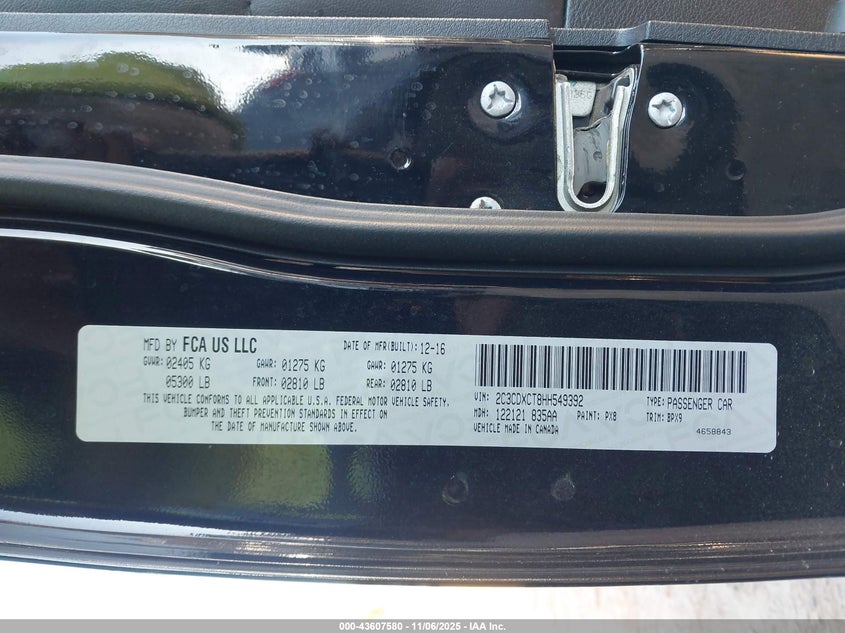 MFD BY FCA US LLC
DATE OF MFR(BUILT): 12-16
GVWR: 02405 KG
GAWR: 01275 KG
GAWR: 01275 KG
05300 LB
FRONT: 02810 LB
REAR: 02810 LB
THIS VEHICLE CONFORMS TO ALL APPLICABLE U.S.A. FEDERAL MOTOR VEHICLE SAFETY,
BUMPER AND THEFT PREVENTION STANDARDS IN EFFECT ON
THE DATE OF MANUFACTURE SHOWN ABOVE.
VIN: 2C3CDXCT8HH549392
TYPE: PASSENGER CAR
MDH: 122121 835AA
PAINT: PX8
TRIM: BPX9
VEHICLE MADE IN CANADA
4658843
000-43607580 - 11/06/2025 - IAA Inc.